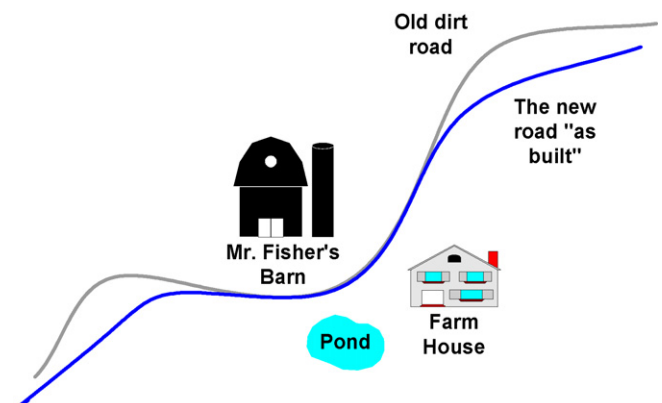 Old dirt
road
The new
road "as
built"
Mr. Fisher's
Barn
Farm
House
Pond